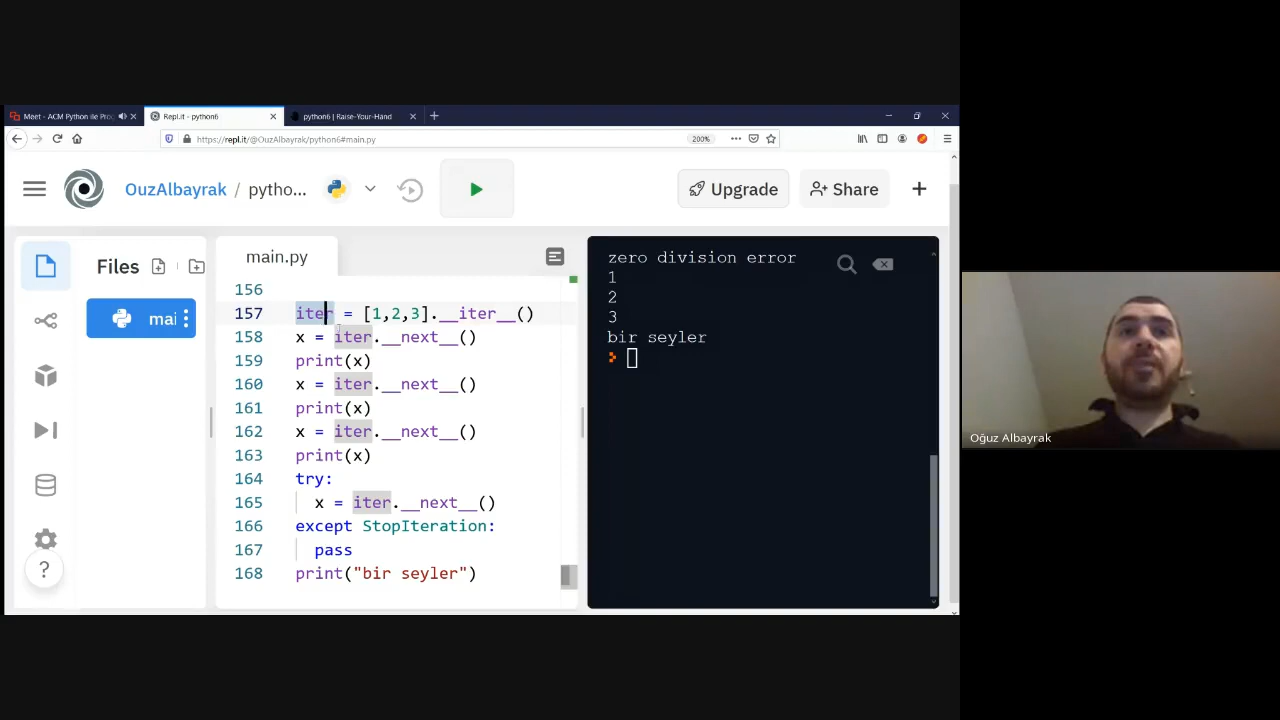 Meet - ACM Python ile Pro
Repl.it - python6
python6 | Raise-Your-Hand
https://repl.it/@OuzAlbayrak/python6#main.py
200%
OuzAlbayrak / pytho...
Upgrade
Share
Files
mai
main.py
156
157 iter = [1,2,3].__iter__()
158 x = iter.__next__()
159 print(x)
160 x = iter.__next__()
161 print(x)
162 x = iter.__next__()
163 print(x)
164 try:
165 x = iter.__next__()
166 except StopIteration:
167 pass
168 print("bir seyler")
zero division error
1
2
3
bir seyler
Oğuz Albayrak